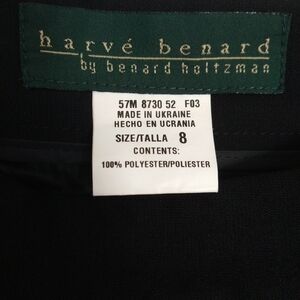 harvé benard
by benard holtzman
57M 8730 52 F03
MADE IN UKRAINE
HECHO EN UCRANIA
SIZE/TALLA 8
CONTENTS:
100% POLYESTER/POLIESTER